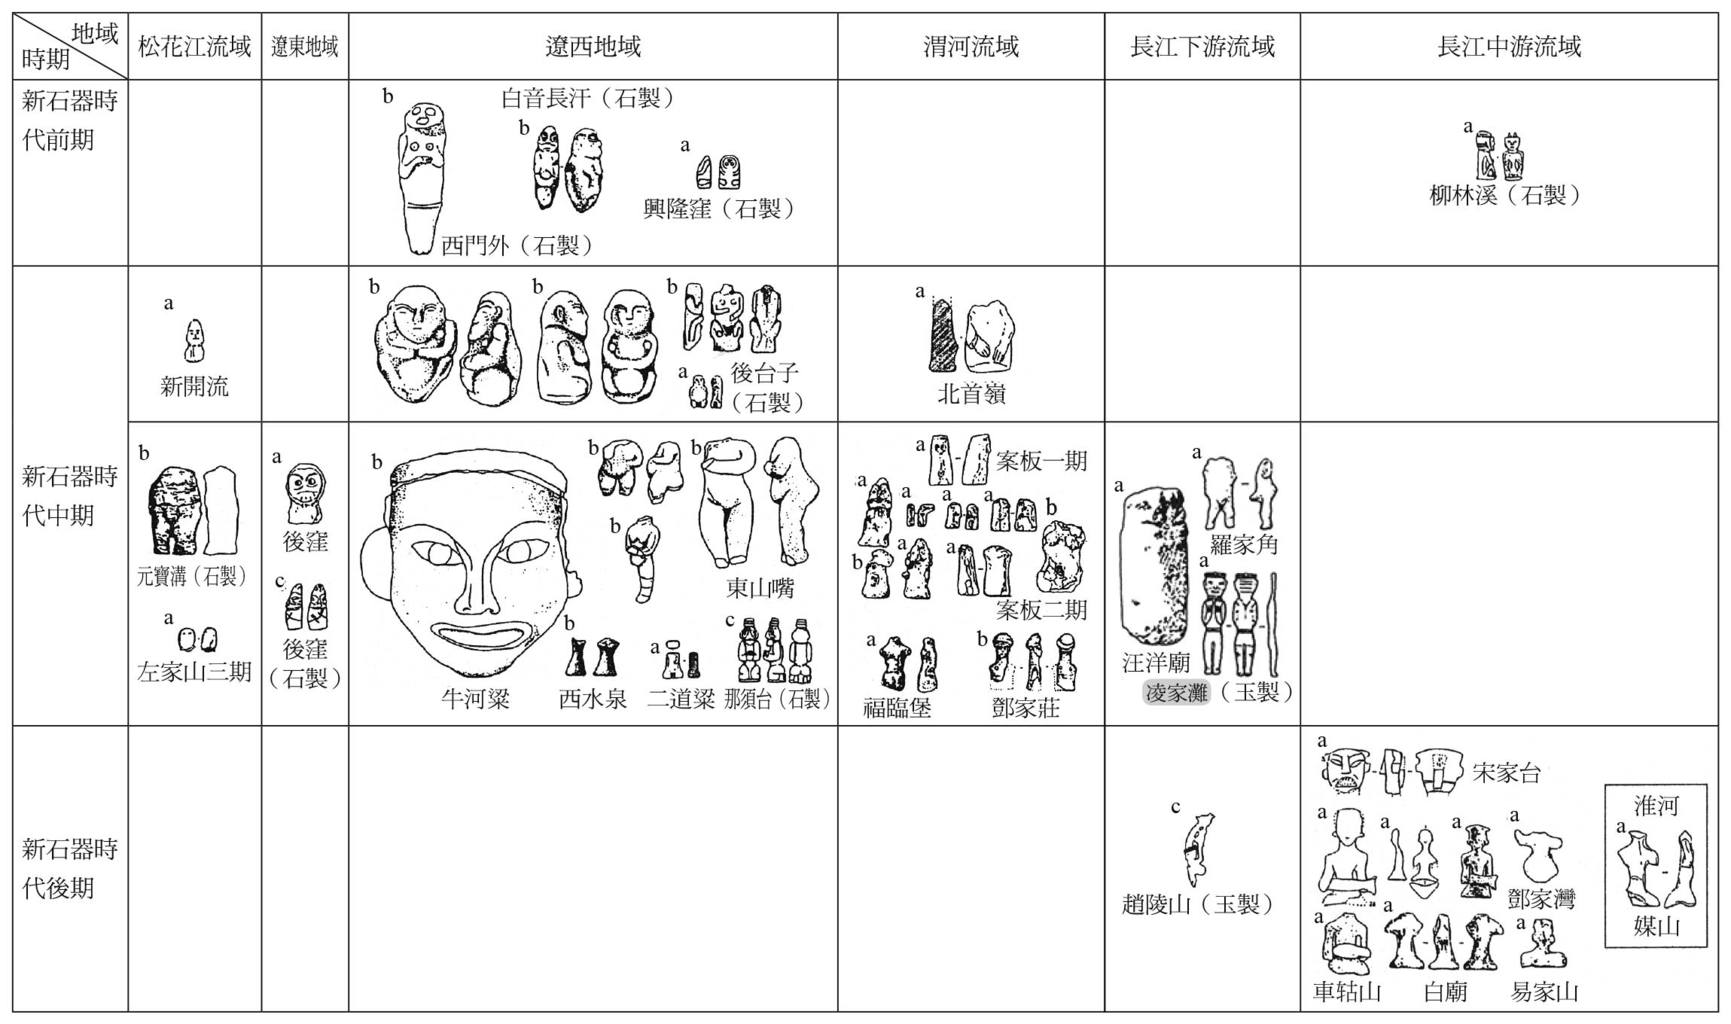 地域
時期
松花江流域
遼東地域
遼西地域
渭河流域
長江下游流域
長江中游流域
新石器時
代前期
b
西門外（石製）
白音長汗（石製）
b
a
興隆窪（石製）
a
柳林溪（石製）
新石器時
代中期
a
新開流
b
b
b
a
後台子
（石製）
a
北首嶺
b
元寶溝（石製）
a
左家山三期
a
後窪
c
後窪
（石製）
b
牛河粱
b
b
b
東山嘴
b
西水泉
a
二道粱
c
那須台（石製）
a
案板一期
a
a
a
a
b
b
a
a
案板二期
a
福臨堡
b
鄧家莊
a
汪洋廟
a
羅家角
a
凌家灘（玉製）
新石器時
代後期
c
趙陵山（玉製）
a
宋家台
a
a
a
a
鄧家灣
a
車轱山
a
白廟
a
易家山
淮河
a
媒山